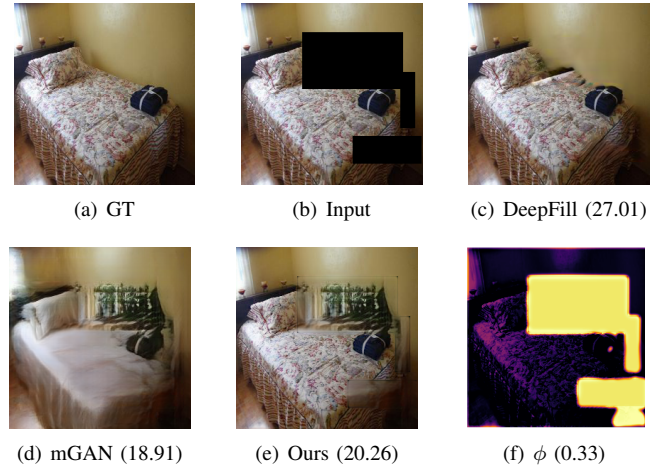 (a) GT
(b) Input
(c) DeepFill (27.01)
(d) mGAN (18.91)
(e) Ours (20.26)
(f) ϕ (0.33)